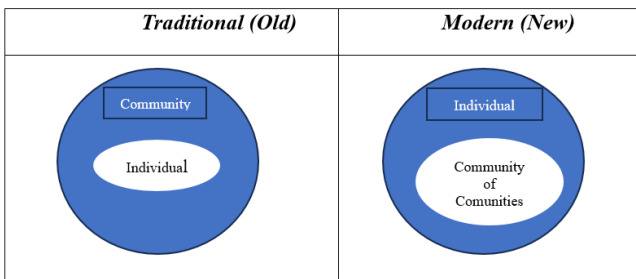 Traditional (Old)
Modern (New)
Community
Individual
Individual
Community
of
Comunities